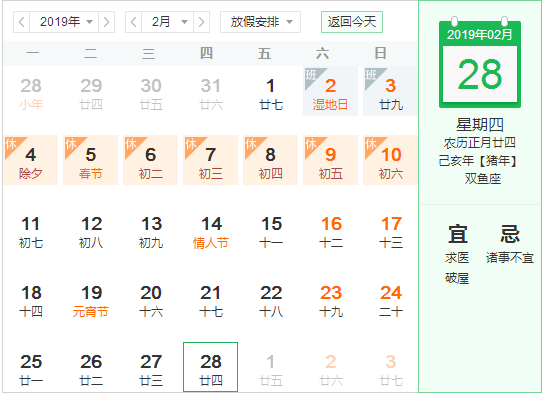 2019年 2月 放假安排 返回今天
一 二 三 四 五 六 日
班 班
28 29 30 31 1 2 3
小年 廿四 廿五 廿六 廿七 湿地日 廿九
休 休 休 休 休 休 休
4 5 6 7 8 9 10
除夕 春节 初二 初三 初四 初五 初六
11 12 13 14 15 16 17
初七 初八 初九 情人节 十一 十二 十三
18 19 20 21 22 23 24
十四 元宵节 十六 十七 十八 十九 二十
25 26 27 28 1 2 3
廿一 廿二 廿三 廿四 廿五 廿六 廿七
2019年02月
28
星期四
农历正月廿四
己亥年【猪年】
双鱼座
宜 忌
求医 诸事不宜
破屋